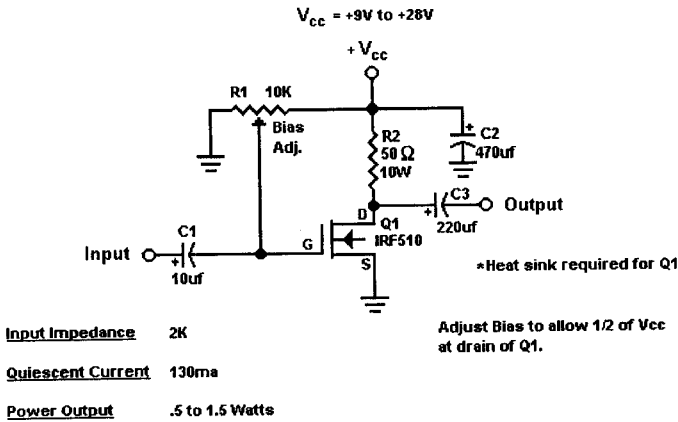 Vcc = +9V to +28V
+ Vcc
R1 10K
Bias
Adj.
R2
50 Ω
10W
+ C2
470uf
C3
+ 220uf
Output
D
Q1
IRF510
G
S
C1
Input
+ 10uf
*Heat sink required for Q1
Adjust Bias to allow 1/2 of Vcc
at drain of Q1.
Input Impedance 2K
Quiescent Current 130ma
Power Output .5 to 1.5 Watts